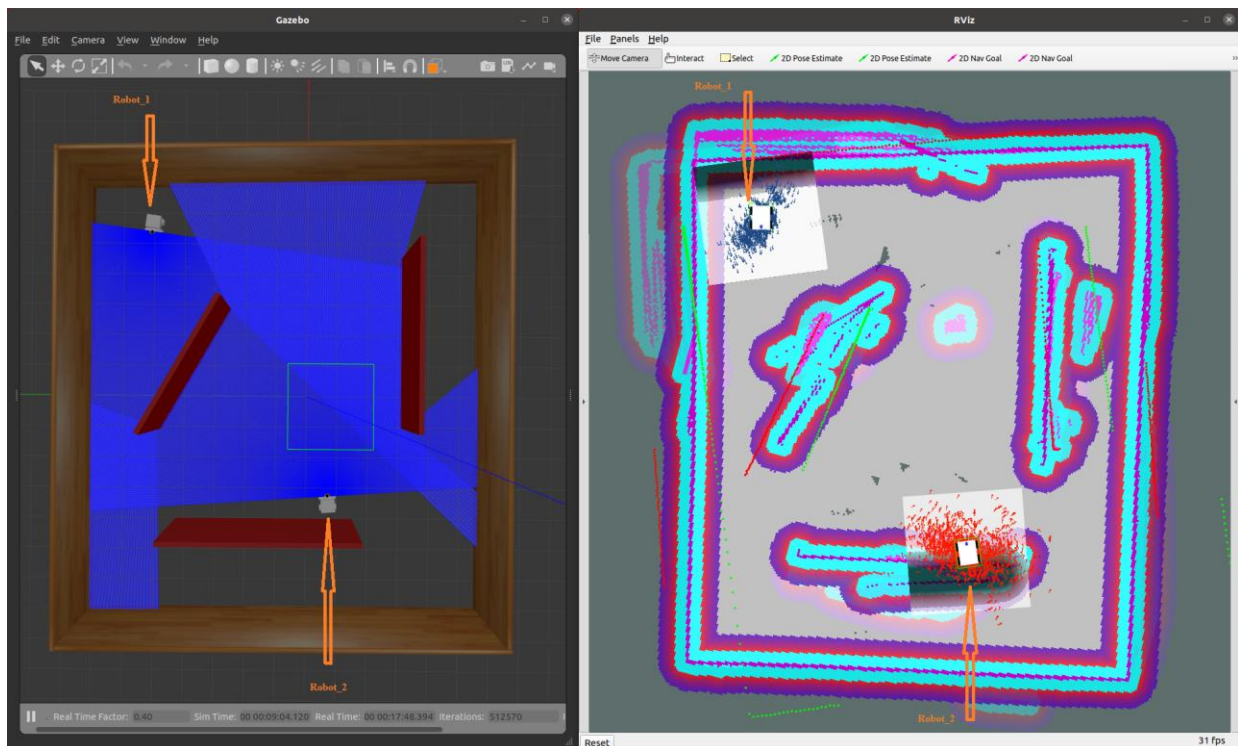 Gazebo
File Edit Camera View Window Help
Robot_1
Robot_2
Real Time Factor: 0.40 Sim Time: 00 00:09:04.120 Real Time: 00 00:17:48.394 Iterations: 512570
RViz
File Panels Help
Move Camera Interact Select 2D Pose Estimate 2D Pose Estimate 2D Nav Goal 2D Nav Goal
Robot_1
Robot_2
Reset 31 fps